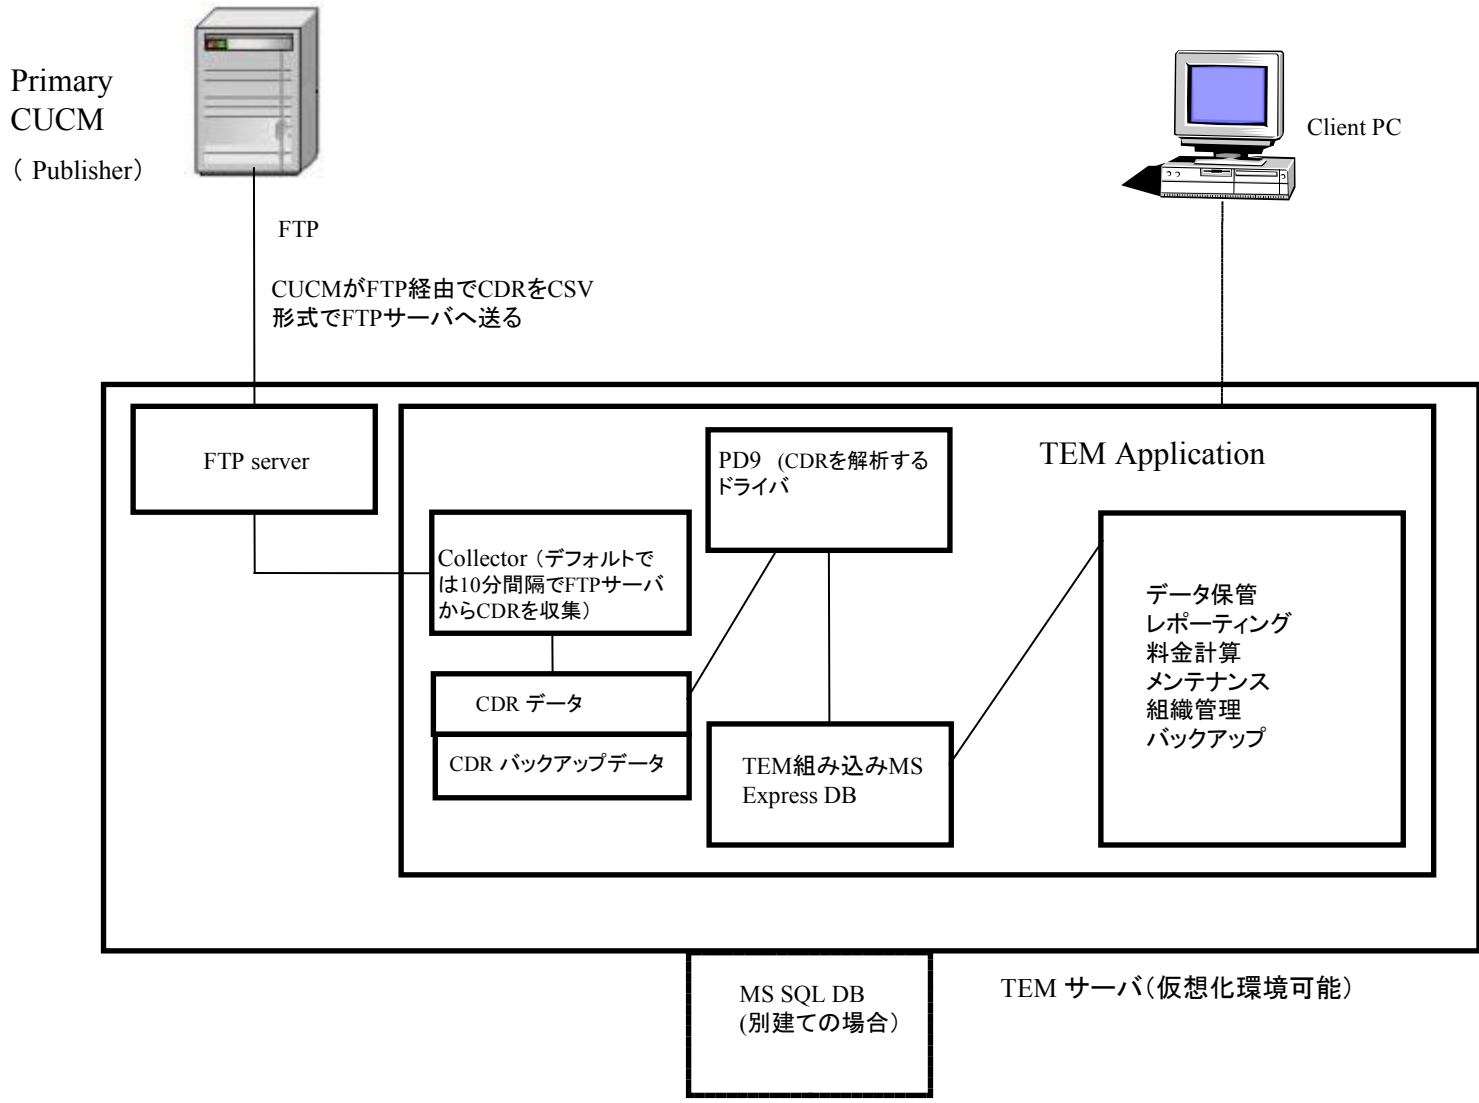 Primary
CUCM
（ Publisher）
Client PC
FTP
CUCMがFTP経由でCDRをCSV
形式でFTPサーバへ送る
FTP server
TEM Application
PD9 (CDRを解析する
ドライバ
Collector（デフォルトで
は10分間隔でFTPサーバ
からCDRを収集）
CDR データ
CDR バックアップデータ
TEM組み込みMS
Express DB
データ保管
レポーティング
料金計算
メンテナンス
組織管理
バックアップ
MS SQL DB
(別建ての場合）
TEM サーバ（仮想化環境可能）